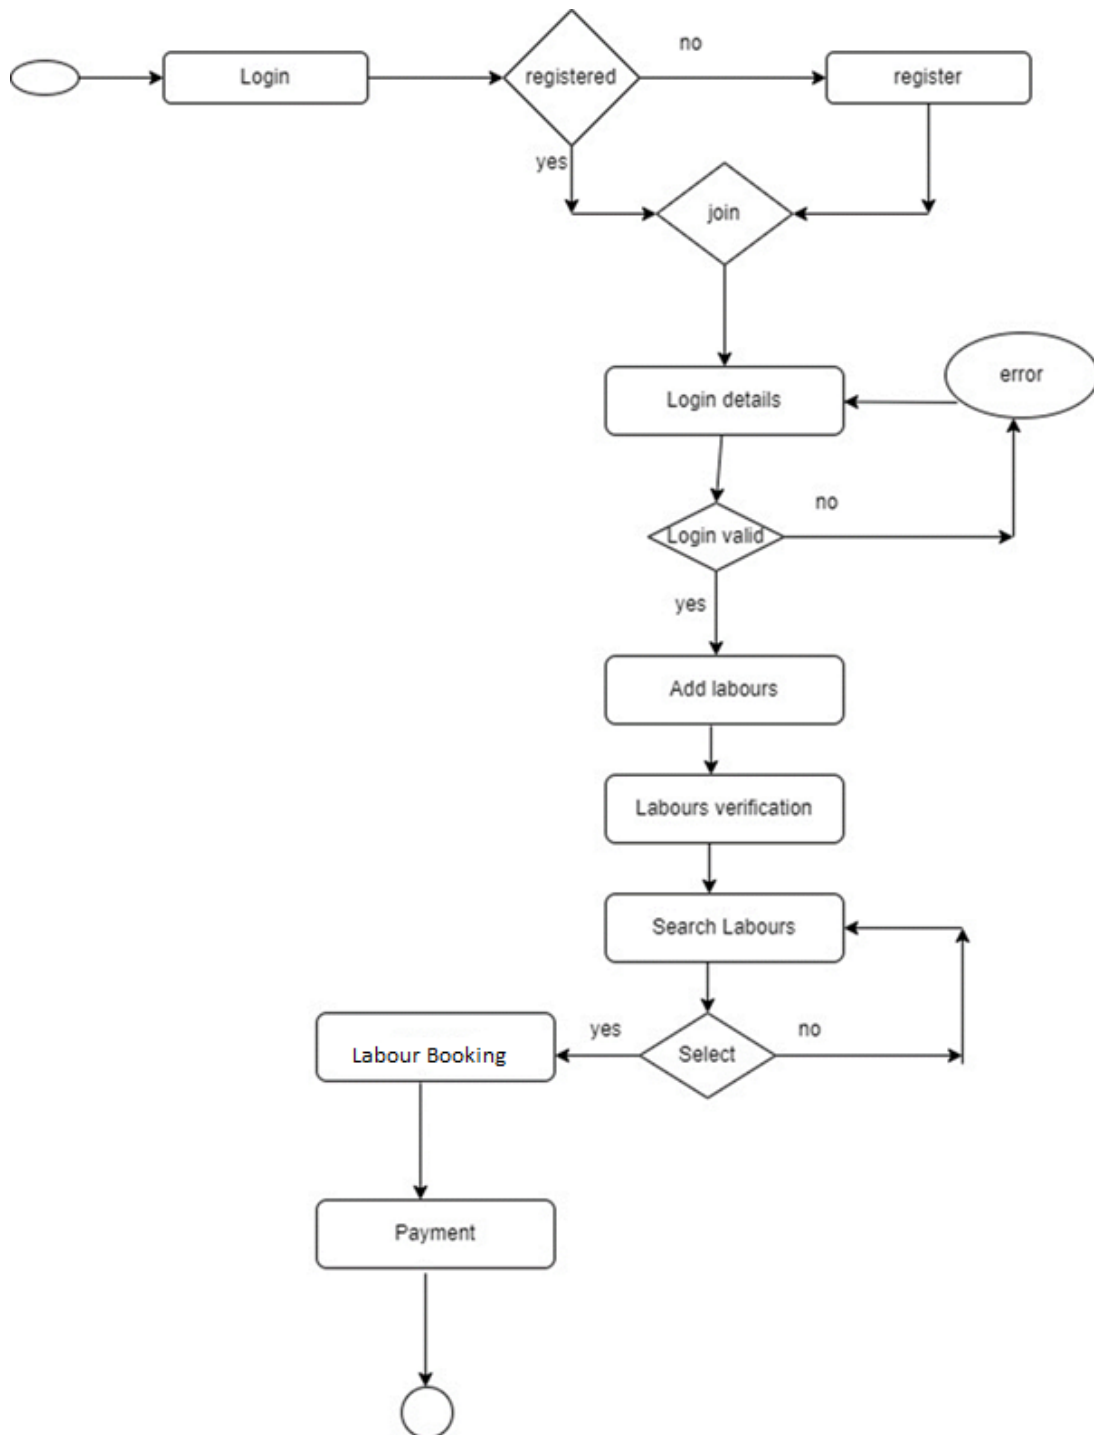 no
Login
registered
register
yes
join
error
Login details
no
Login valid
yes
Add labours
Labours verification
Search Labours
yes
no
Labour Booking
Select
Payment